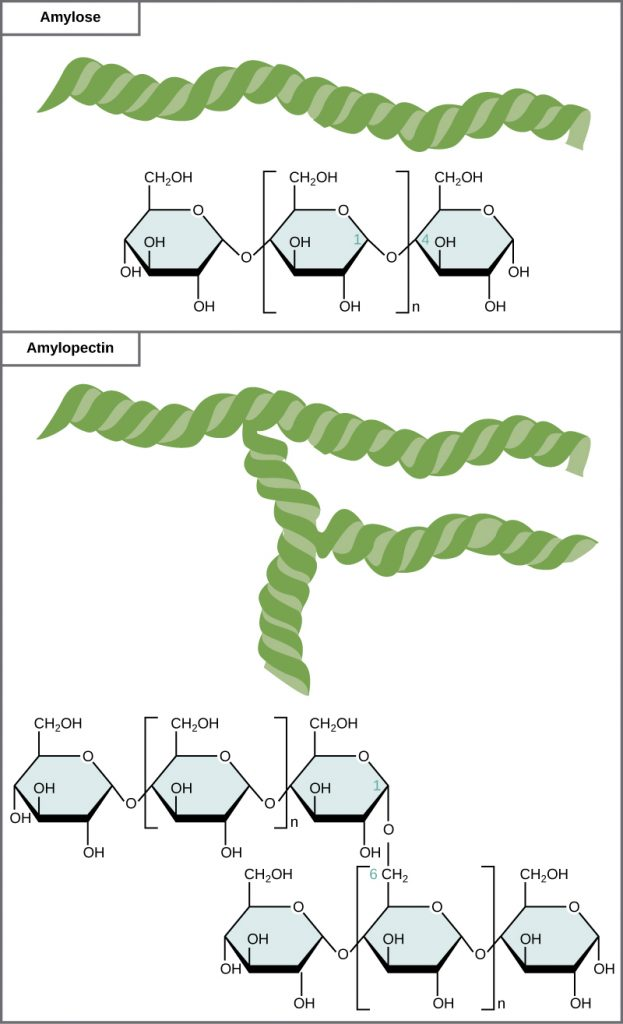 Amylose
CH₂OH CH₂OH CH₂OH
O O O
OH OH 1 4 OH
O O
OH OH
OH OH n OH
Amylopectin
CH₂OH CH₂OH CH₂OH
O O O
OH OH OH 1
O O
OH n O
OH OH OH
6 CH₂
CH₂OH CH₂OH
O O O
OH OH OH
O O
OH OH
OH OH n OH